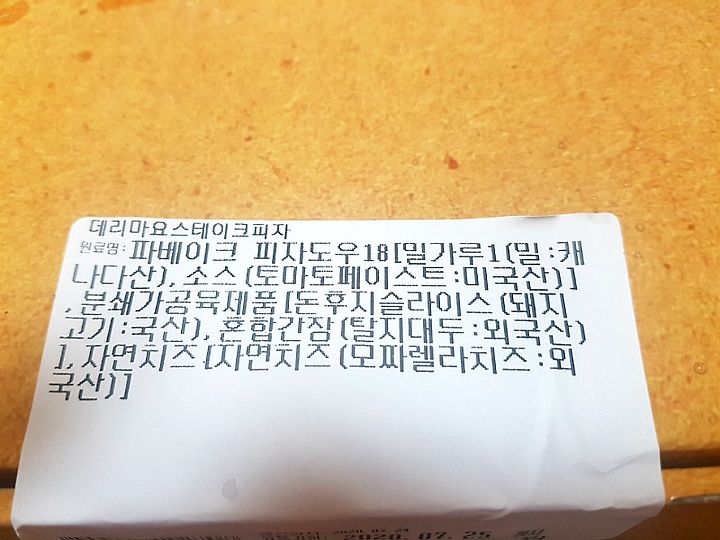 데리마요스테이크피자
원료명: 파베이크 피자도우18[밀가루1(밀:캐
나다산), 소스(토마토페이스트:미국산)]
, 분쇄가공육제품[돈후지슬라이스(돼지
고기:국산), 혼합간장(탈지대두:외국산)
], 자연치즈[자연치즈(모짜렐라치즈:외
국산)]
2020.07.24
2020.07.25